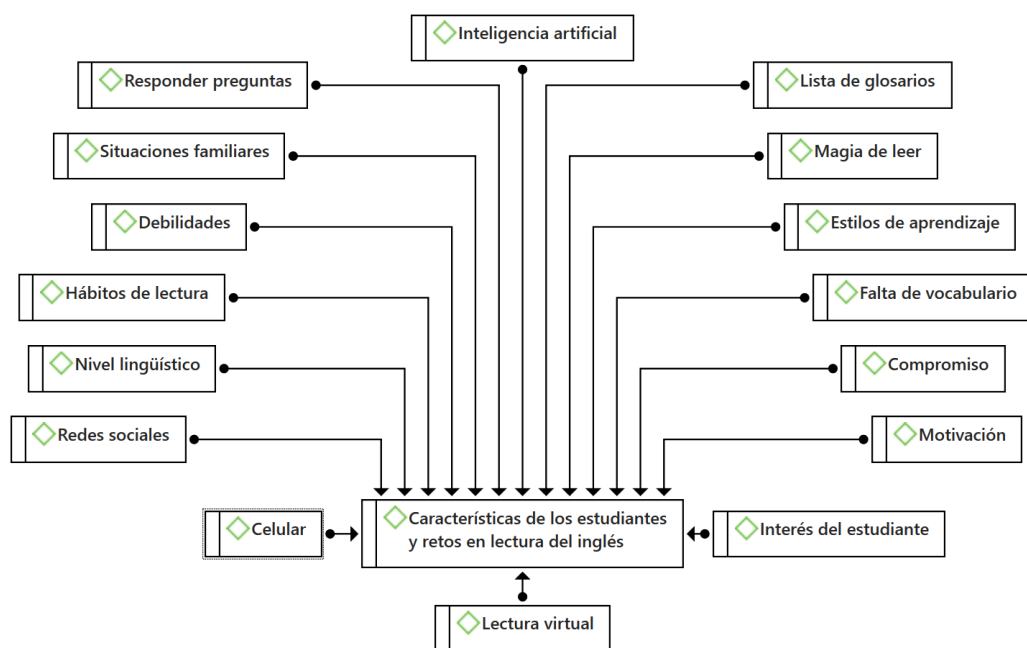 Inteligencia artificial
Responder preguntas
Lista de glosarios
Situaciones familiares
Magia de leer
Debilidades
Estilos de aprendizaje
Hábitos de lectura
Falta de vocabulario
Nivel lingüístico
Compromiso
Redes sociales
Motivación
Celular
Características de los estudiantes
y retos en lectura del inglés
Interés del estudiante
Lectura virtual